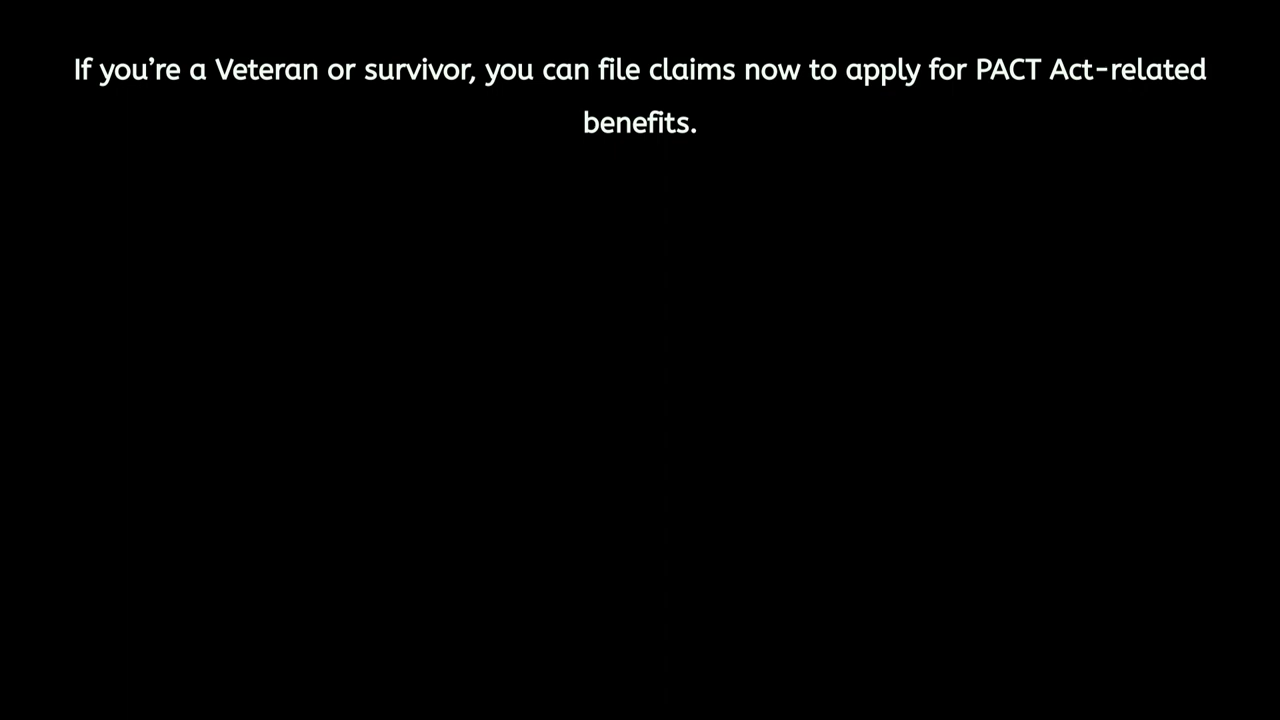 If you’re a Veteran or survivor, you can file claims now to apply for PACT Act-related
benefits.